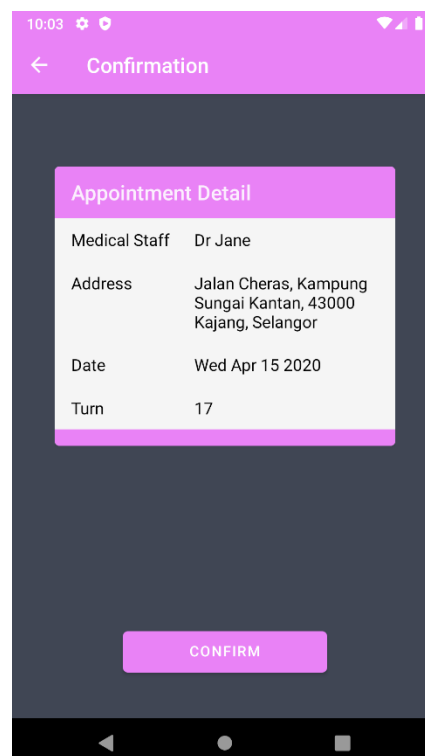 10:03
Confirmation
Appointment Detail
Medical Staff Dr Jane
Address Jalan Cheras, Kampung
Sungai Kantan, 43000
Kajang, Selangor
Date Wed Apr 15 2020
Turn 17
CONFIRM